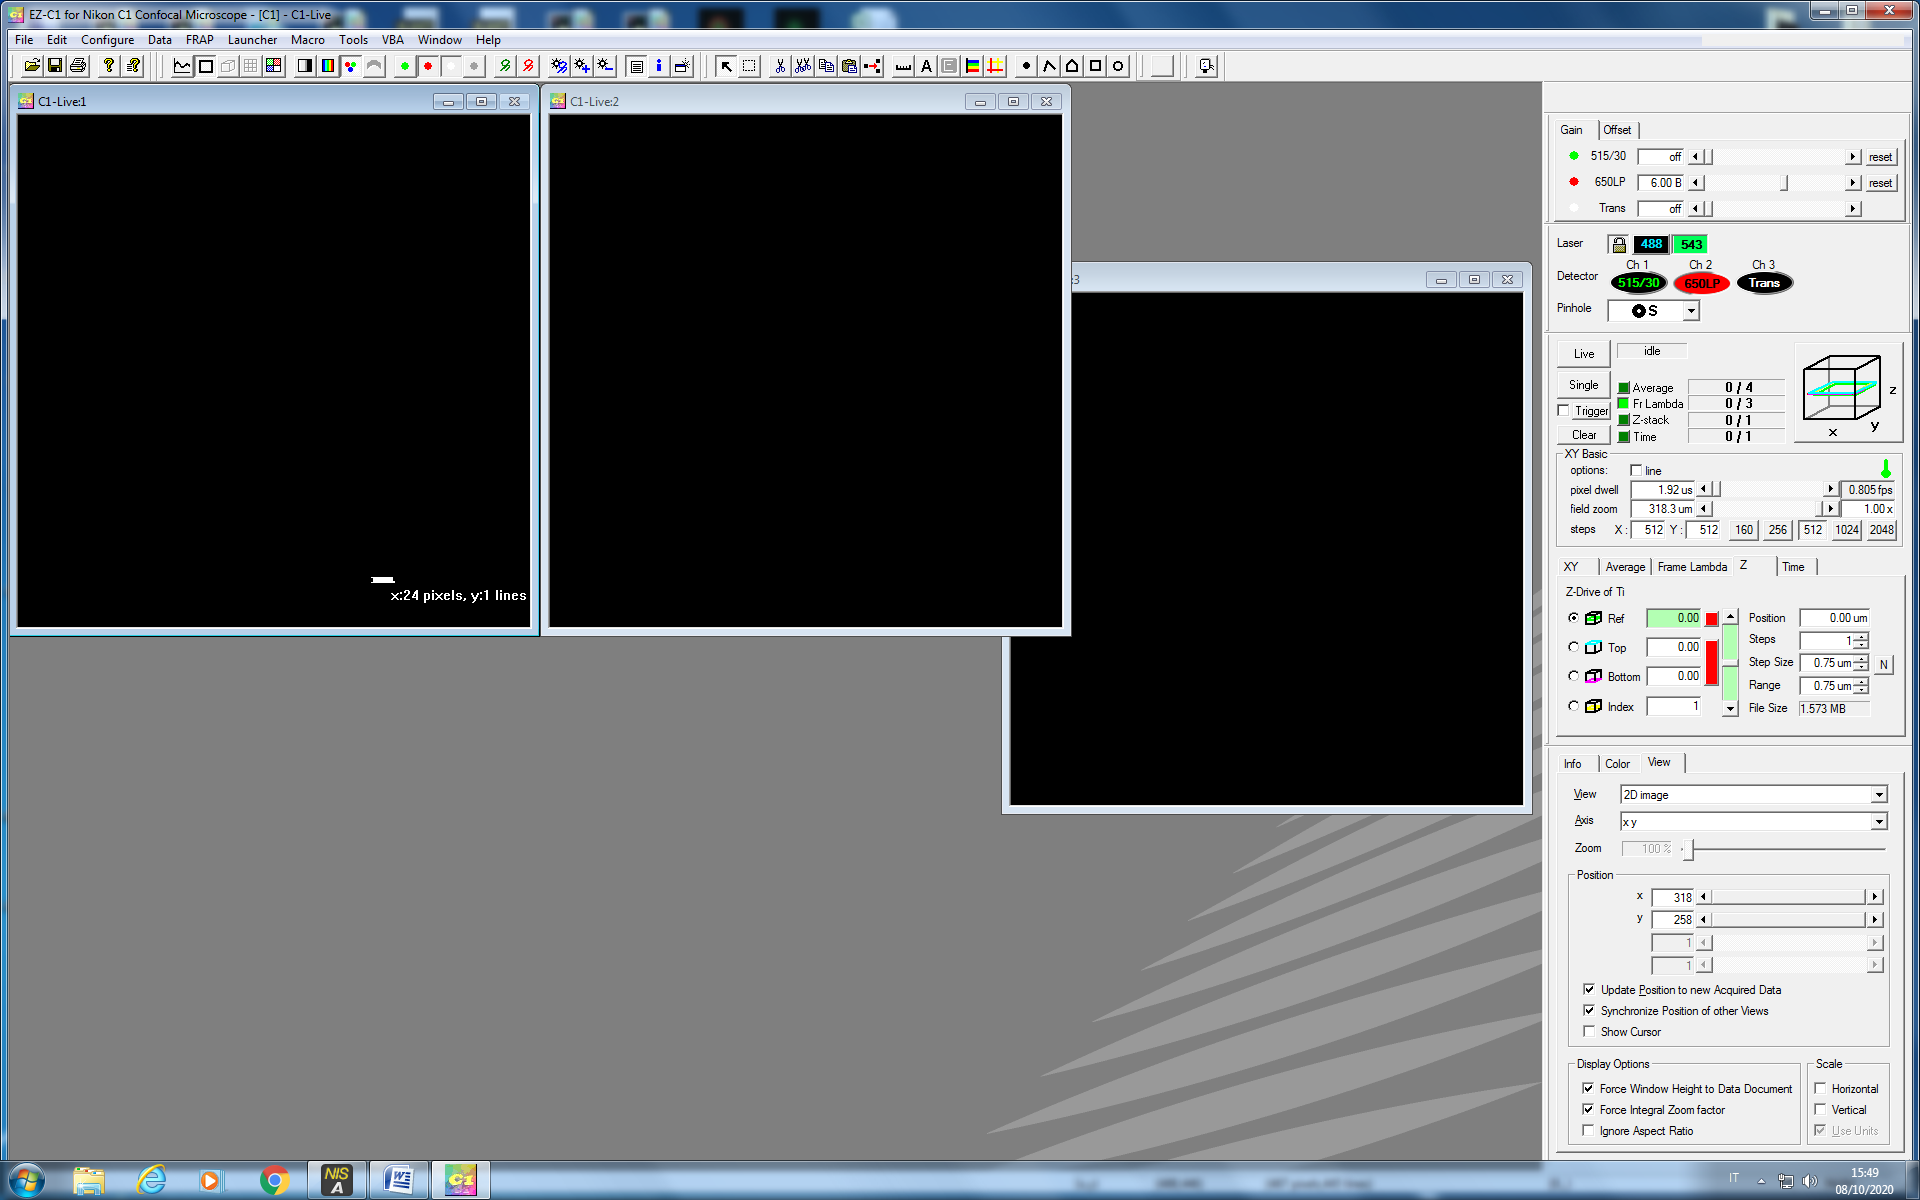 EZ-C1 for Nikon C1 Confocal Microscope - [C1] - C1-Live
File Edit Configure Data FRAP Launcher Macro Tools VBA Window Help
C1-Live:1
C1-Live:2
:3
x:24 pixels, y:1 lines
Gain Offset
515/30 off reset
650LP 6.00 B reset
Trans off
Laser 488 543
Ch 1 Ch 2 Ch 3
Detector 515/30 650LP Trans
Pinhole S
Live idle
Single
Average 0 / 4
Trigger Fr Lambda 0 / 3
Z-stack 0 / 1
Clear Time 0 / 1
x y z
XY Basic
options: line
pixel dwell 1.92 us 0.805 fps
field zoom 318.3 um 1.00 x
steps X : 512 Y : 512 160 256 512 1024 2048
XY Average Frame Lambda Z Time
Z-Drive of Ti
Ref 0.00 Position 0.00 um
Top 0.00 Steps 1
Step Size 0.75 um N
Bottom 0.00 Range 0.75 um
Index 1 File Size 1.573 MB
Info Color View
View 2D image
Axis x y
Zoom 100 %
Position
x 318
y 258
1
1
Update Position to new Acquired Data
Synchronize Position of other Views
Show Cursor
Display Options
Force Window Height to Data Document
Force Integral Zoom factor
Ignore Aspect Ratio
Scale
Horizontal
Vertical
Use Units
NIS
A
W
C1
IT
15:49
08/10/2020